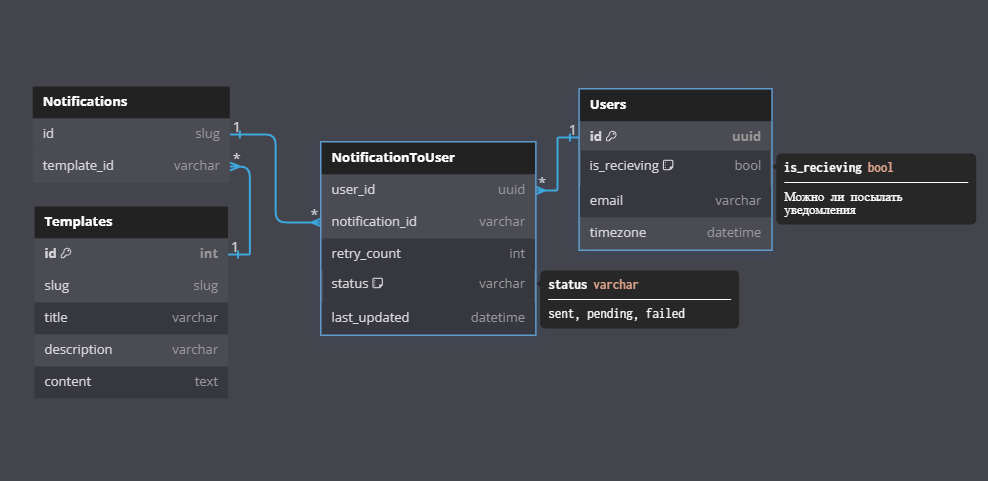 Notifications
id slug
template_id varchar
1
*
Templates
id int
slug slug
title varchar
description varchar
content text
1
NotificationToUser
user_id uuid
notification_id varchar
retry_count int
status varchar
last_updated datetime
*
*
status varchar
sent, pending, failed
Users
id uuid
is_recieving bool
email varchar
timezone datetime
1
is_recieving bool
Можно ли посылать
уведомления